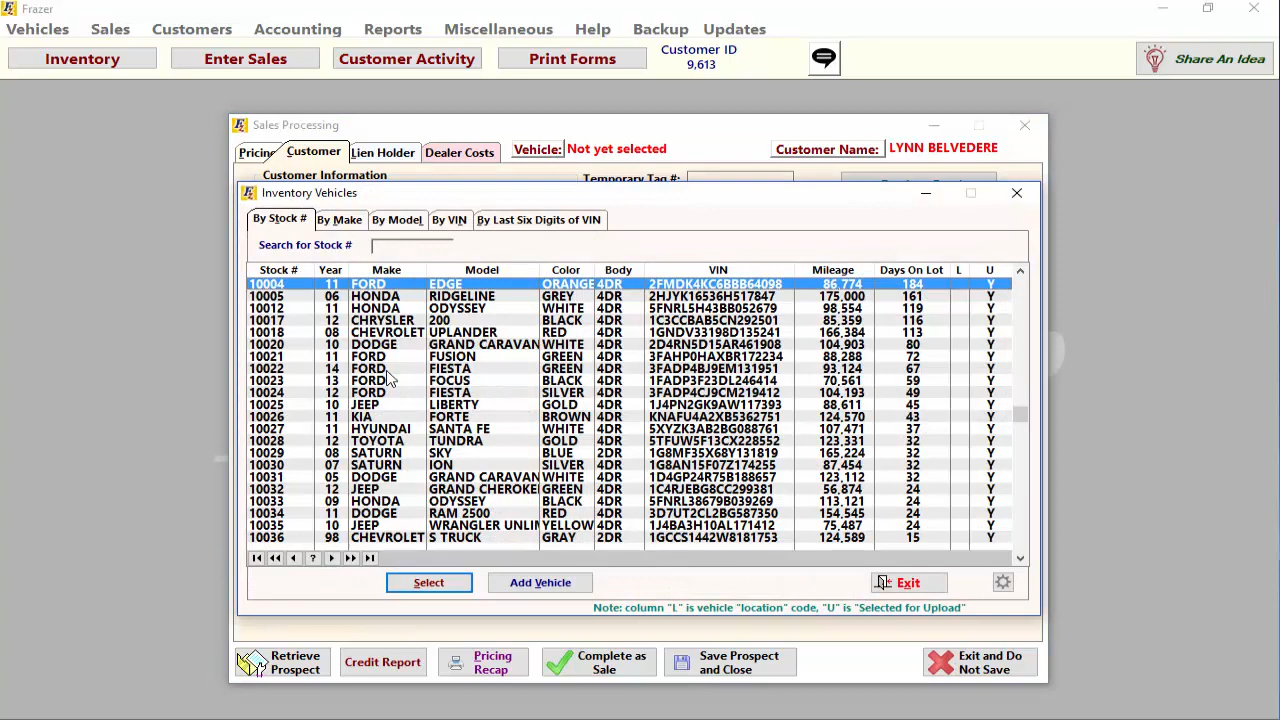 Frazer
Vehicles Sales Customers Accounting Reports Miscellaneous Help Backup Updates
Inventory Enter Sales Customer Activity Print Forms Customer ID 9,613 Share An Idea
Sales Processing
Customer Lien Holder Dealer Costs Vehicle: Not yet selected Customer Name: LYNN BELVEDERE
Customer Information Temporary Tag #:
Inventory Vehicles
By Stock # By Make By Model By VIN By Last Six Digits of VIN
Search for Stock #
Stock # Year Make Model Color Body VIN Mileage Days On Lot L U
10004 11 FORD EDGE ORANGE 4DR 2FMDK4KC6BBB64098 86,774 184 Y
10005 06 HONDA RIDGELINE GREY 4DR 2HJYK16536H517847 175,000 161 Y
10012 11 HONDA ODYSSEY WHITE 4DR 5FNRL5H43BB052679 98,554 119 Y
10017 12 CHRYSLER 200 BLACK 4DR 1C3CCBAB5CN292501 85,359 116 Y
10018 08 CHEVROLET UPLANDER RED 4DR 1GNDV33198D135241 166,384 113 Y
10020 10 DODGE GRAND CARAVAN WHITE 4DR 2D4RN5D15AR461908 104,903 80 Y
10021 11 FORD FUSION GREEN 4DR 3FAHP0HAXBR172234 88,288 72 Y
10022 14 FORD FIESTA GREEN 4DR 3FADP4BJ9EM131951 93,124 67 Y
10023 13 FORD FOCUS BLACK 4DR 1FADP3F23DL246414 70,561 59 Y
10024 12 FORD FIESTA SILVER 4DR 3FADP4CJ9CM219412 104,193 49 Y
10025 10 JEEP LIBERTY GOLD 4DR 1J4PN2GK9AW117393 88,611 45 Y
10026 11 KIA FORTE BROWN 4DR KNAFU4A2XB5362751 124,570 43 Y
10027 11 HYUNDAI SANTA FE WHITE 4DR 5XYZK3AB2BG088761 107,471 37 Y
10028 12 TOYOTA TUNDRA GOLD 4DR 5TFUW5F13CX228552 123,331 32 Y
10029 08 SATURN SKY BLUE 2DR 1G8MF35X68Y131819 165,224 32 Y
10030 07 SATURN ION SILVER 4DR 1G8AN15F07Z174255 87,454 32 Y
10031 05 DODGE GRAND CARAVAN WHITE 4DR 1D4GP24R75B188657 123,112 32 Y
10032 12 JEEP GRAND CHEROKE GREEN 4DR 1C4RJEBG8CC299381 56,874 24 Y
10033 09 HONDA ODYSSEY BLACK 4DR 5FNRL38679B039269 113,121 24 Y
10034 11 DODGE RAM 2500 RED 4DR 3D7UT2CL2BG587350 154,545 24 Y
10035 10 JEEP WRANGLER UNLIM YELLOW 4DR 1J4BA3H10AL171412 75,487 24 Y
10036 98 CHEVROLET S TRUCK GRAY 2DR 1GCCS1442W8181753 124,589 15 Y
Select Add Vehicle Exit
Note: column "L" is vehicle "location" code, "U" is "Selected for Upload"
Retrieve Prospect Credit Report Pricing Recap Complete as Sale Save Prospect and Close Exit and Do Not Save